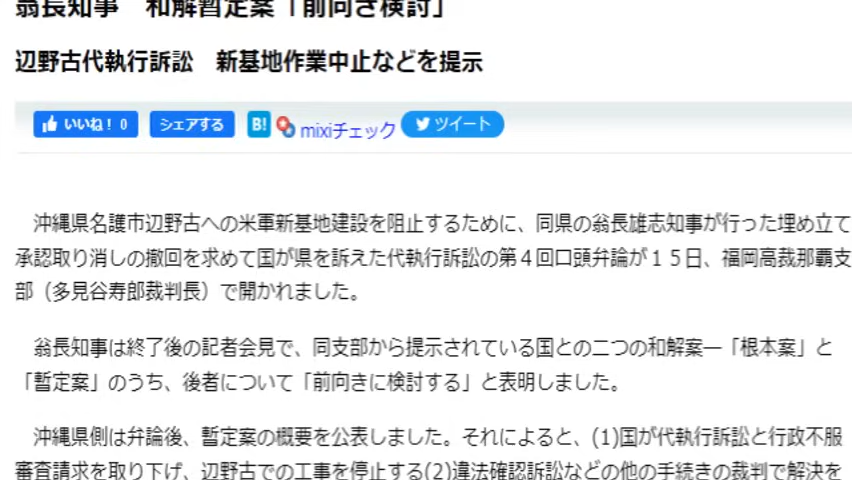 翁長知事　和解暫定案「前向き検討」
辺野古代執行訴訟　新基地作業中止などを提示
いいね！ 0 シェアする B! mixiチェック ツイート
沖縄県名護市辺野古への米軍新基地建設を阻止するために、同県の翁長雄志知事が行った埋め立て
承認取り消しの撤回を求めて国が県を訴えた代執行訴訟の第４回口頭弁論が１５日、福岡高裁那覇支
部（多見谷寿郎裁判長）で開かれました。
翁長知事は終了後の記者会見で、同支部から提示されている国との二つの和解案―「根本案」と
「暫定案」のうち、後者について「前向きに検討する」と表明しました。
沖縄県側は弁論後、暫定案の概要を公表しました。それによると、(1)国が代執行訴訟と行政不服
審査請求を取り下げ、辺野古での工事を停止する(2)違法確認訴訟などの他の手続きの裁判で解決を